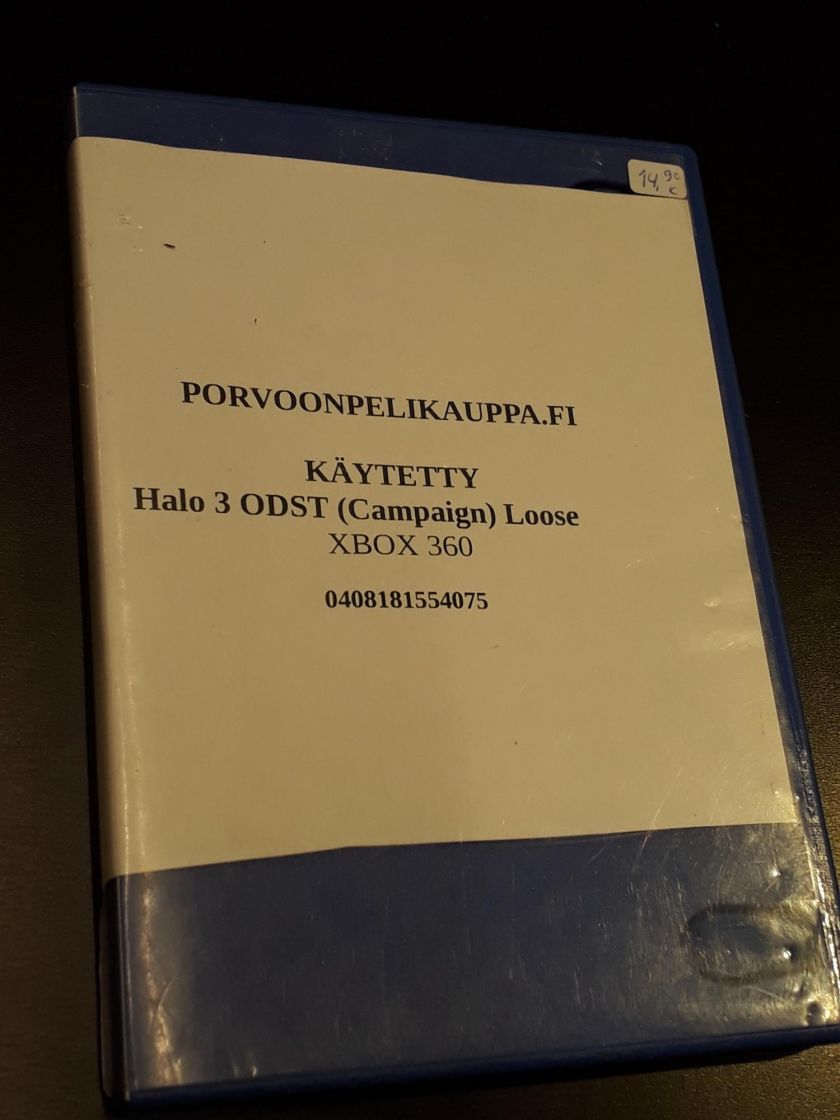 14,90 €
PORVOONPELIKAUPPA.FI
KÄYTETTY
Halo 3 ODST (Campaign) Loose
XBOX 360
0408181554075